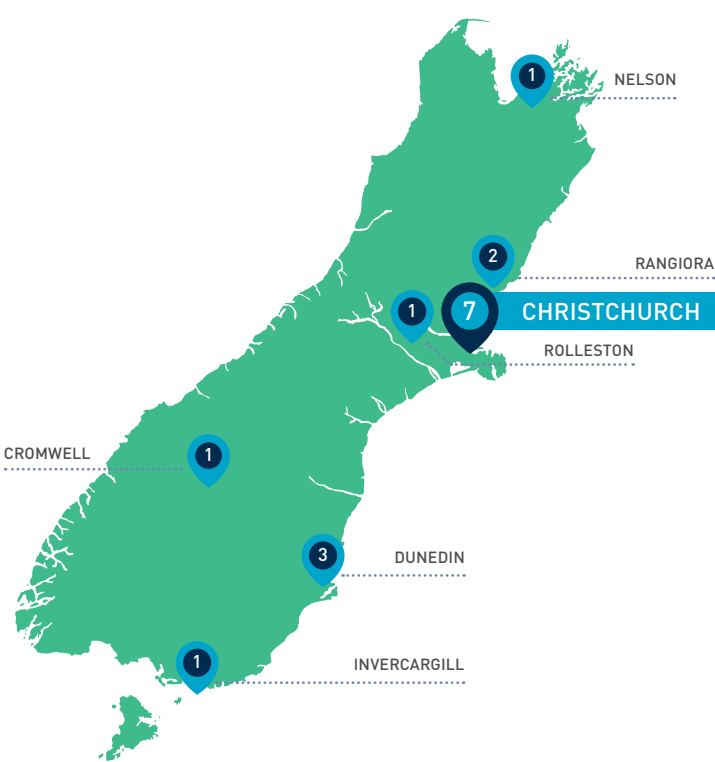 1
NELSON
2
RANGIORA
1
7
CHRISTCHURCH
ROLLESTON
CROMWELL
1
3
DUNEDIN
1
INVERCARGILL